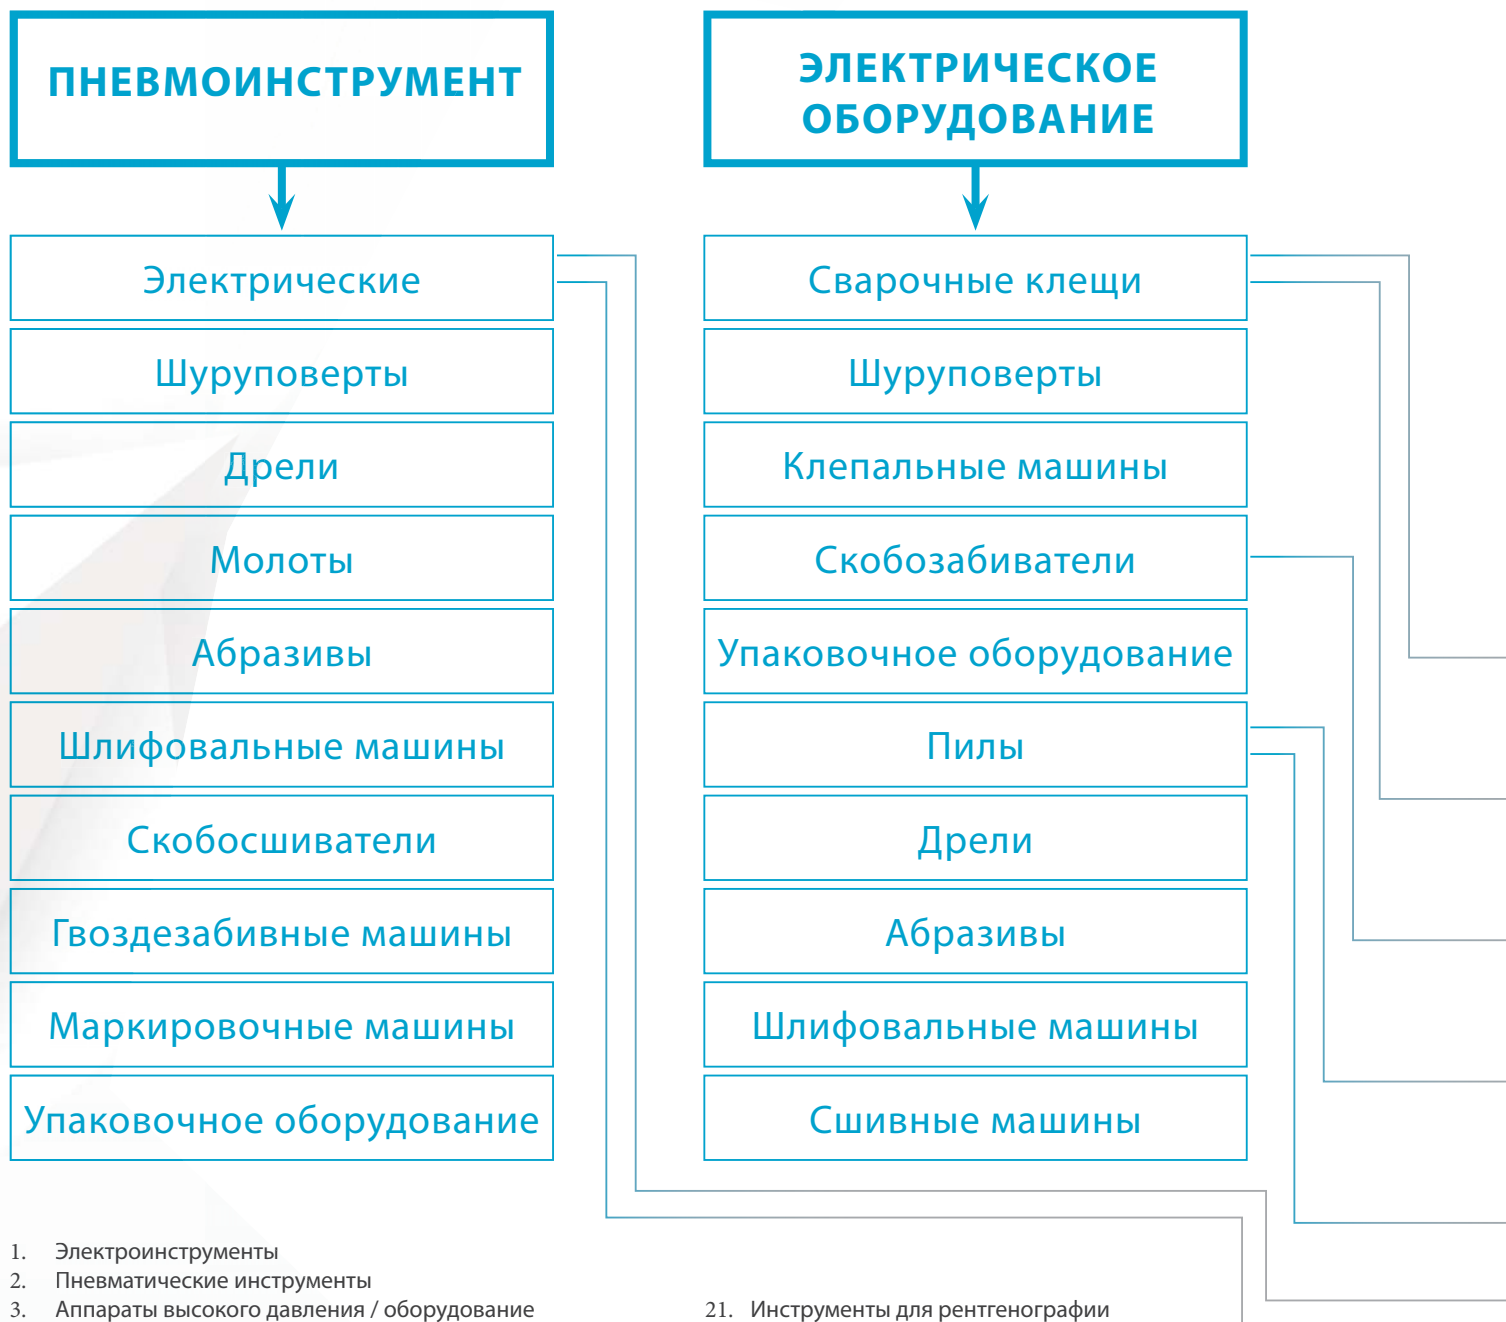 ПНЕВМОИНСТРУМЕНТ
Электрические
Шуруповерты
Дрели
Молоты
Абразивы
Шлифовальные машины
Скобосшиватели
Гвоздезабивные машины
Маркировочные машины
Упаковочное оборудование
ЭЛЕКТРИЧЕСКОЕ
ОБОРУДОВАНИЕ
Сварочные клещи
Шуруповерты
Клепальные машины
Скобозабиватели
Упаковочное оборудование
Пилы
Дрели
Абразивы
Шлифовальные машины
Сшивные машины
1. Электроинструменты
2. Пневматические инструменты
3. Аппараты высокого давления / оборудование
21. Инструменты для рентгенографии